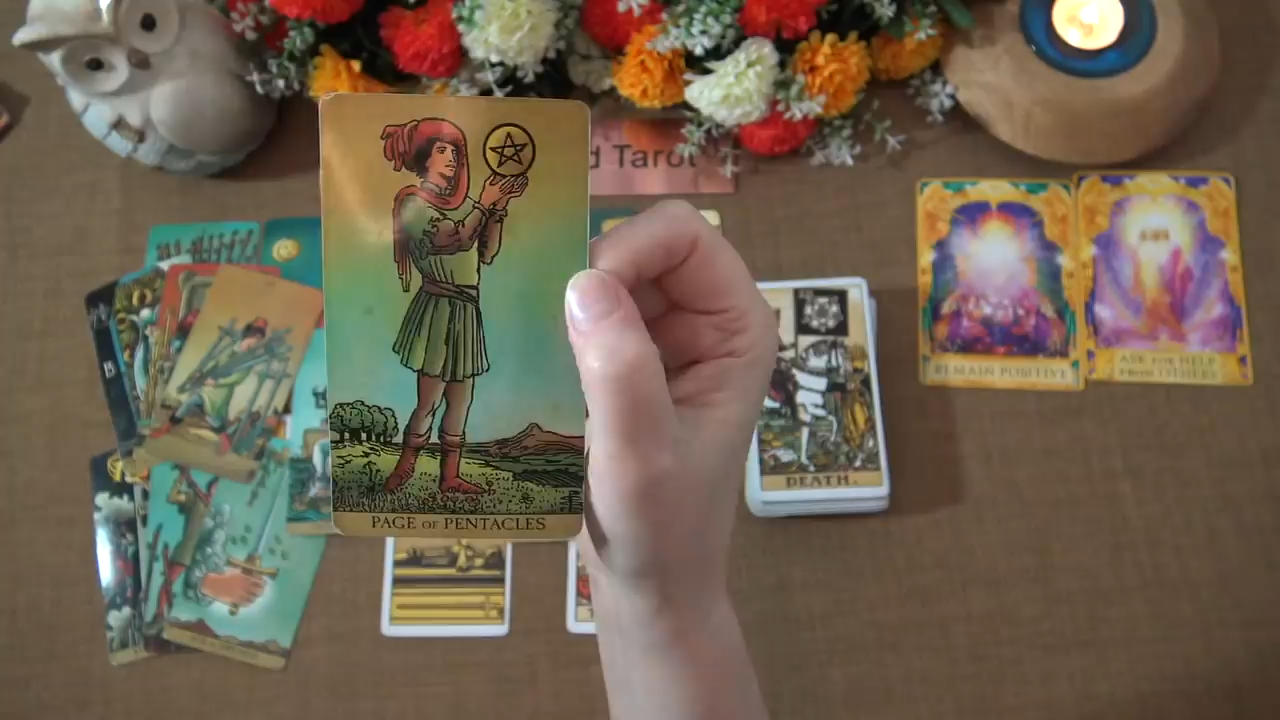 d Tarot
REMAIN POSITIVE
ASK FOR HELP
FROM OTHERS
DEATH.
PAGE OF PENTACLES